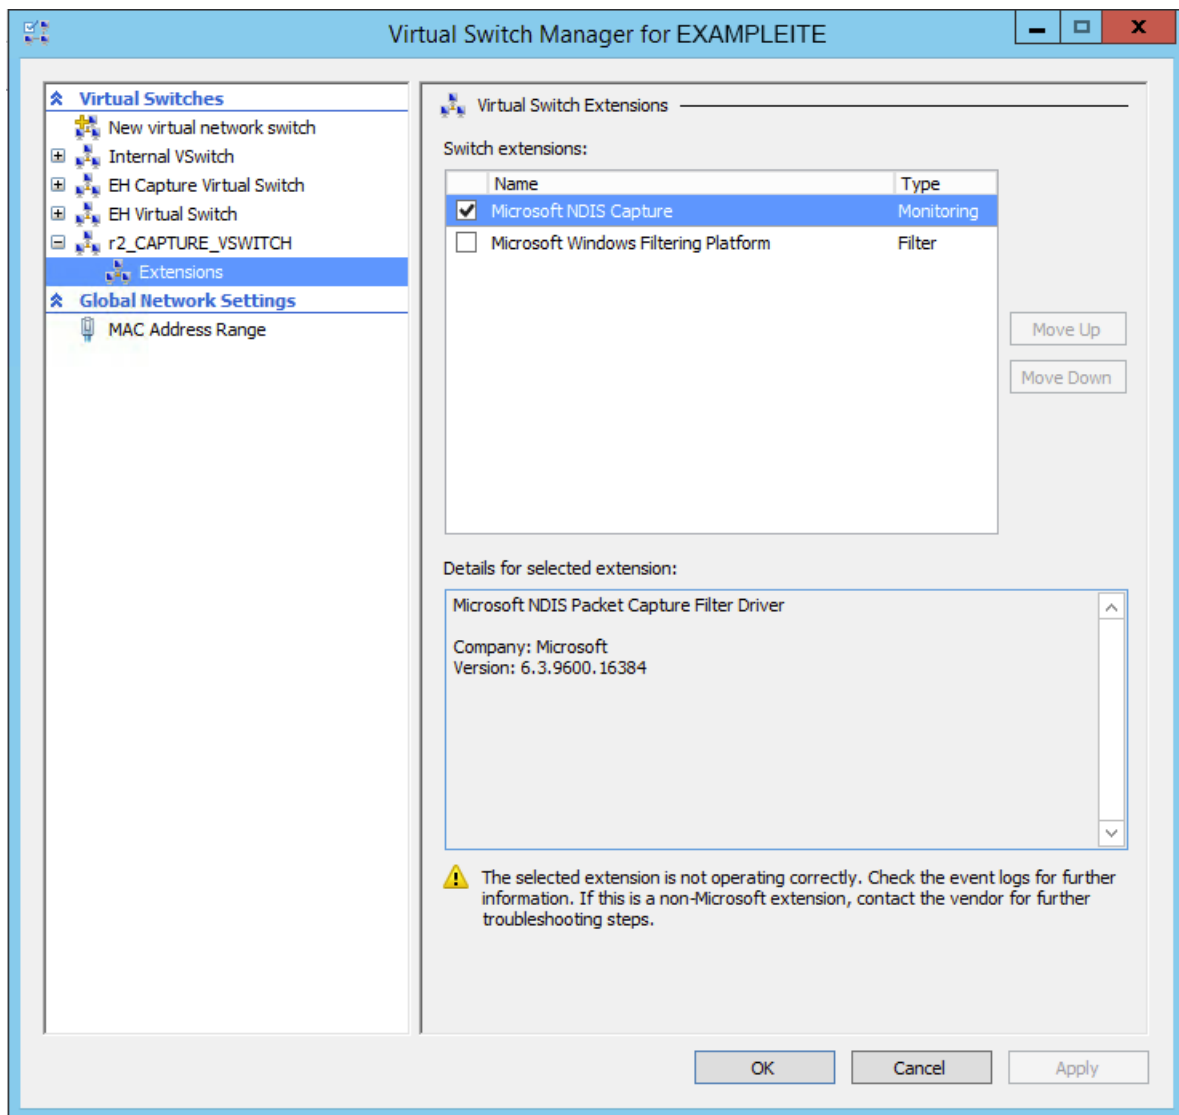 Virtual Switch Manager for EXAMPLEITE
X
Virtual Switches
New virtual network switch
Internal VSwitch
EH Capture Virtual Switch
EH Virtual Switch
r2_CAPTURE_VSWITCH
Extensions
Global Network Settings
MAC Address Range
Virtual Switch Extensions
Switch extensions:
Name Type
Microsoft NDIS Capture Monitoring
Microsoft Windows Filtering Platform Filter
Move Up
Move Down
Details for selected extension:
Microsoft NDIS Packet Capture Filter Driver
Company: Microsoft
Version: 6.3.9600.16384
The selected extension is not operating correctly. Check the event logs for further
information. If this is a non-Microsoft extension, contact the vendor for further
troubleshooting steps.
OK Cancel Apply